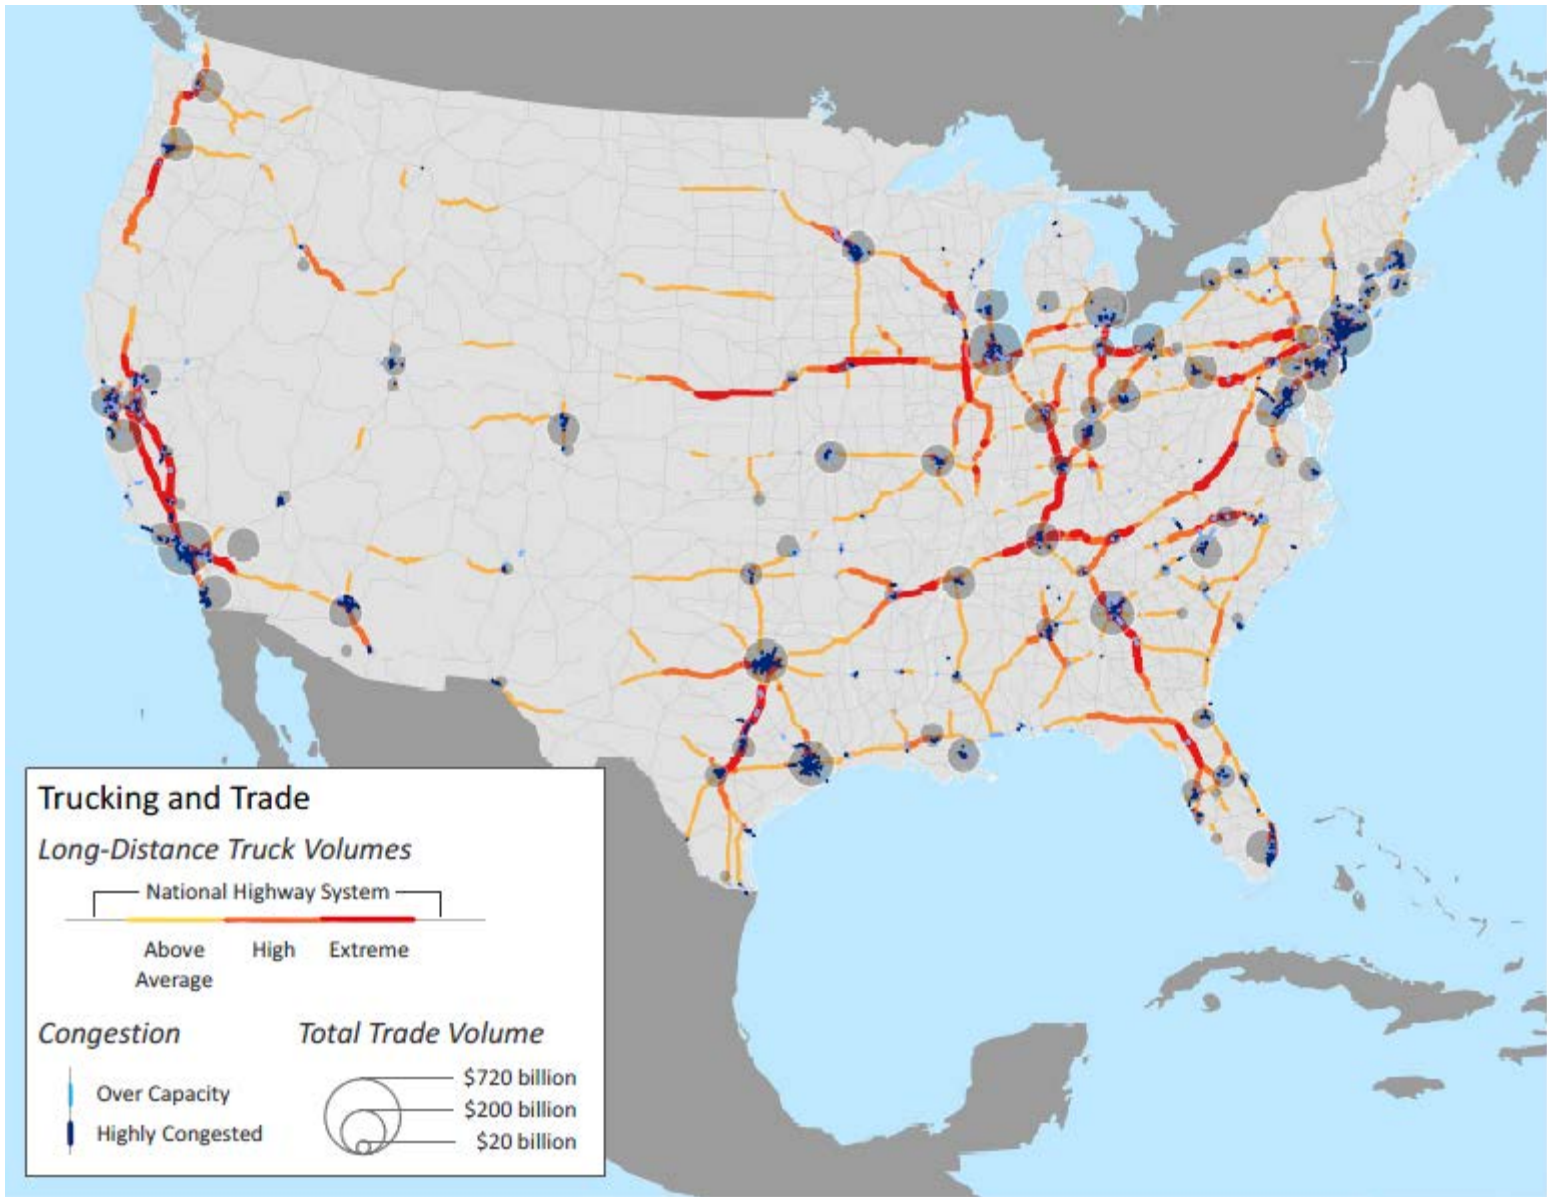 Trucking and Trade
Long-Distance Truck Volumes
National Highway System
Above
Average
High
Extreme
Congestion
Over Capacity
Highly Congested
Total Trade Volume
$720 billion
$200 billion
$20 billion